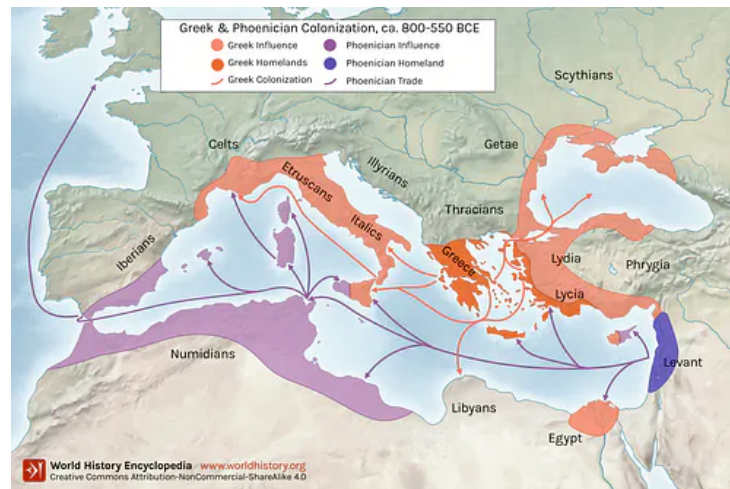 Greek & Phoenician Colonization, ca. 800-550 BCE
Greek Influence
Phoenician Influence
Greek Homelands
Phoenician Homeland
Greek Colonization
Phoenician Trade
Scythians
Celts
Getae
Illyrians
Etruscans
Thracians
Italics
Iberians
Greece
Lydia
Phrygia
Lycia
Numidians
Levant
Libyans
Egypt
World History Encyclopedia - www.worldhistory.org
Creative Commons Attribution-NonCommercial-ShareAlike 4.0